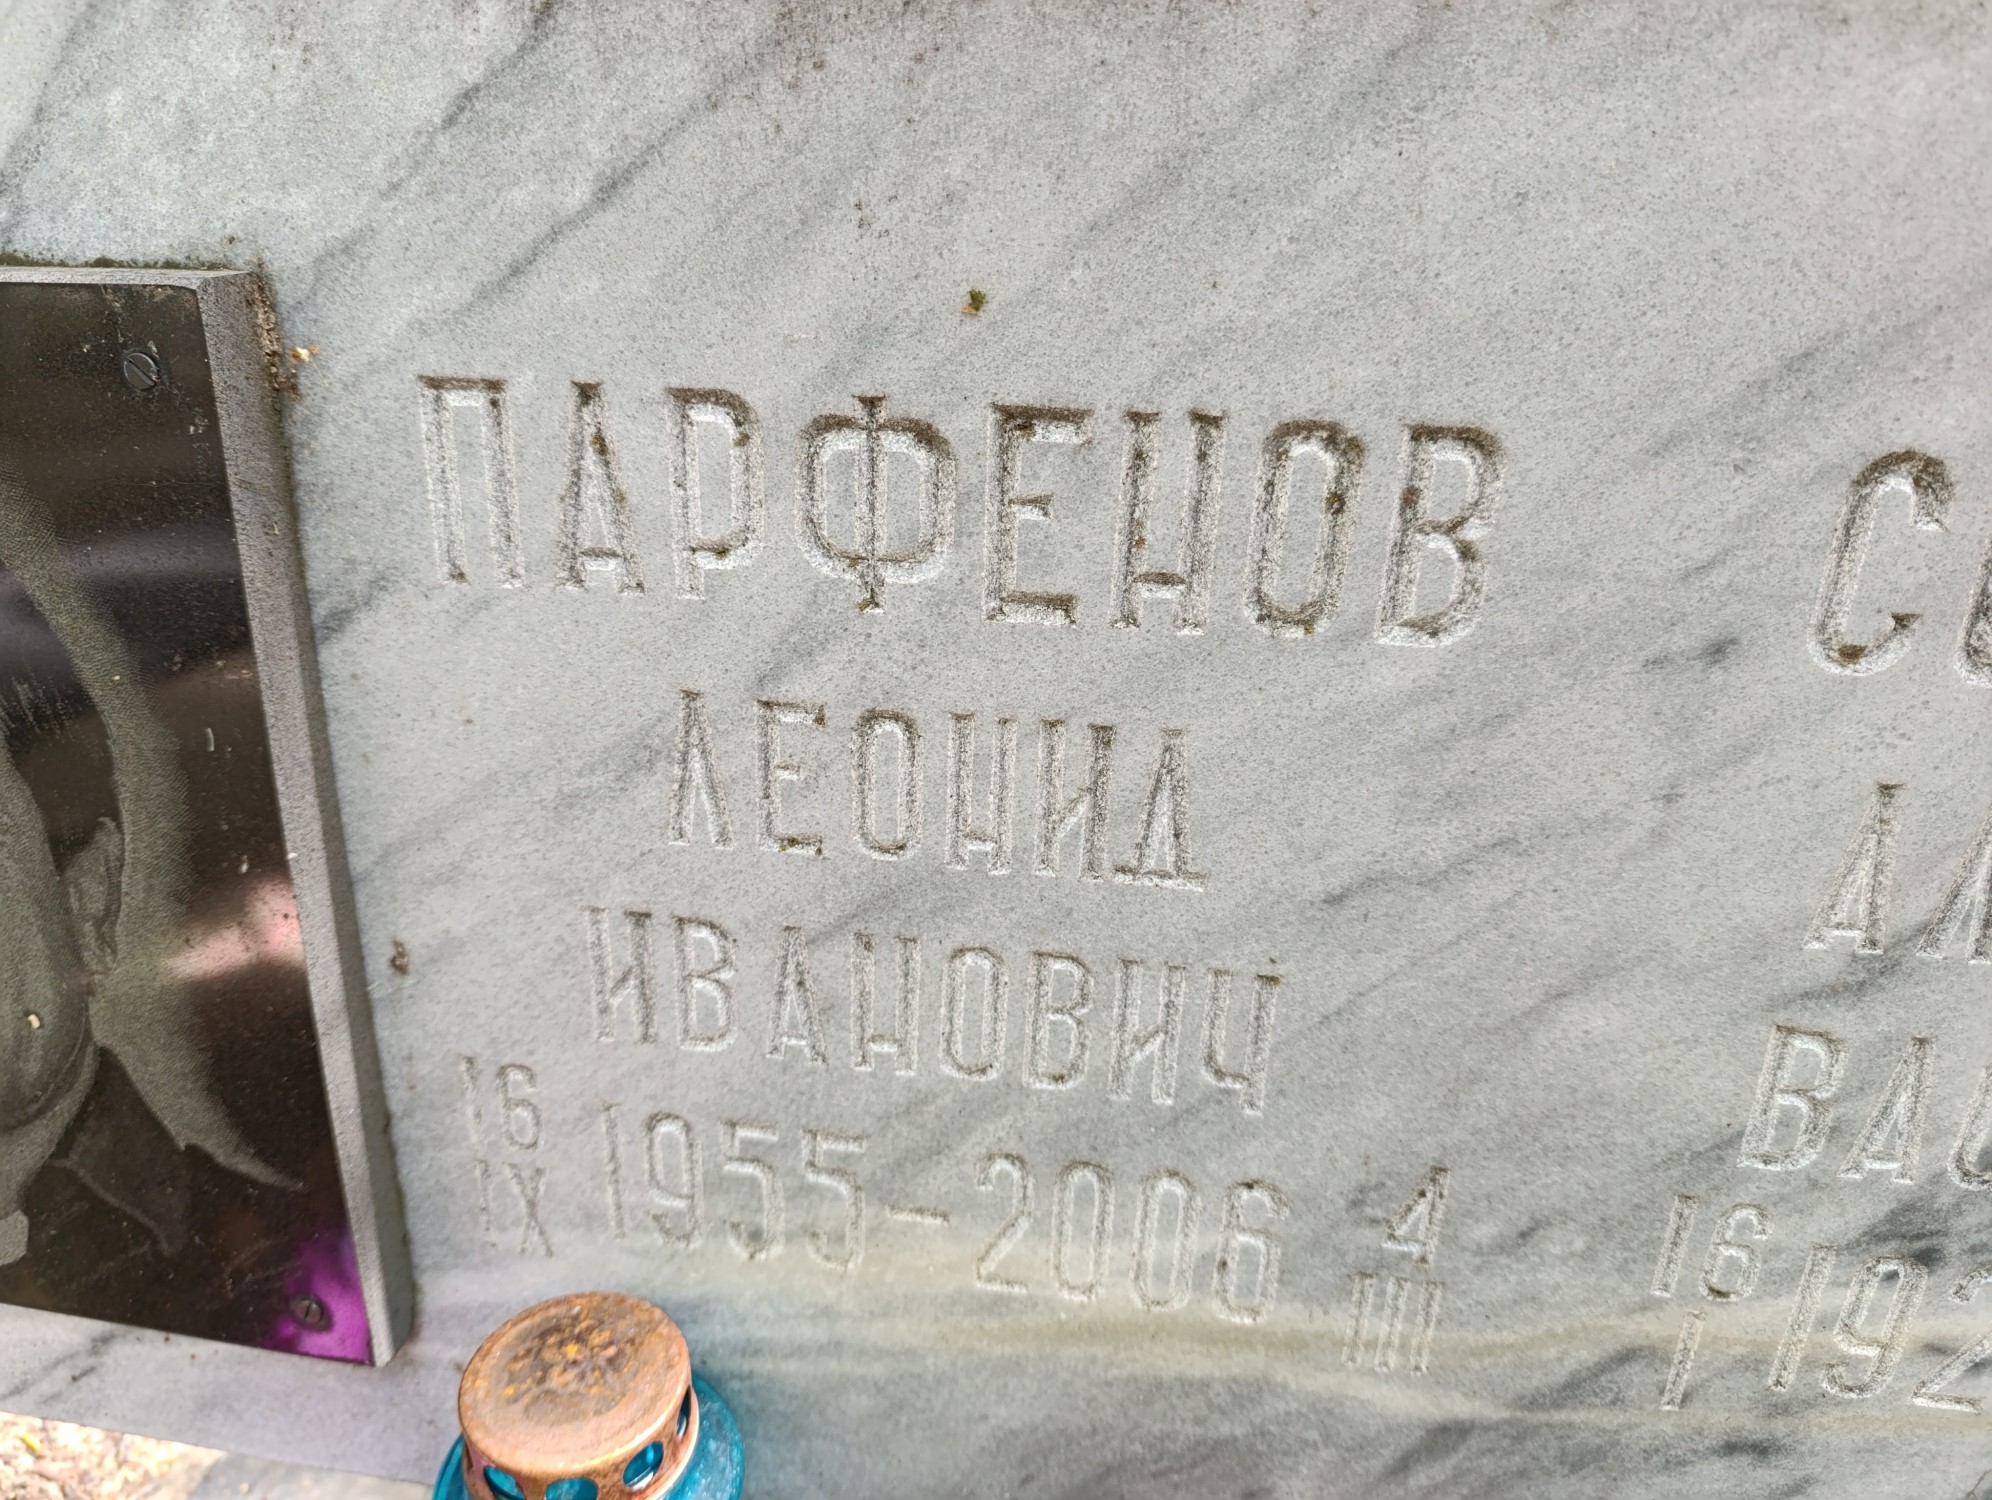 ПАРФЕНОВ
ЛЕОНИД
ИВАНОВИЧ
16 IX 1955 – 2006 4 III
16 I